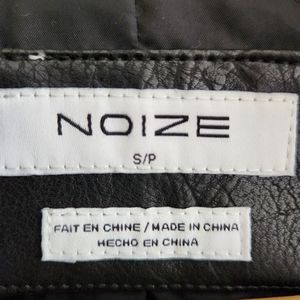 NOIZE
S/P
FAIT EN CHINE / MADE IN CHINA
HECHO EN CHINA